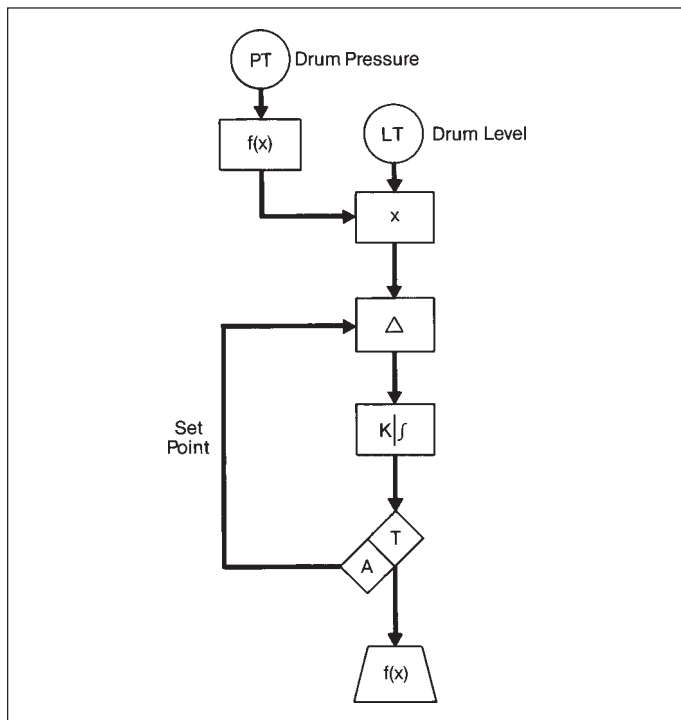 PT
Drum Pressure
f(x)
LT
Drum Level
x
△
K|∫
Set
Point
T
A
f(x)